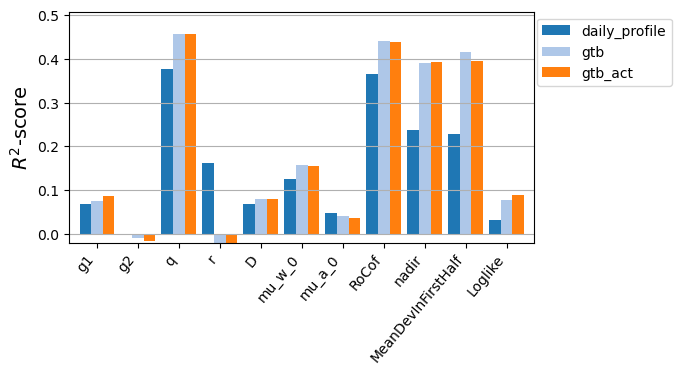 R²-score
0.5
0.4
0.3
0.2
0.1
0.0
g1
g2
q
r
D
mu_w_0
mu_a_0
RoCof
nadir
MeanDevInFirstHalf
Loglike
daily_profile
gtb
gtb_act